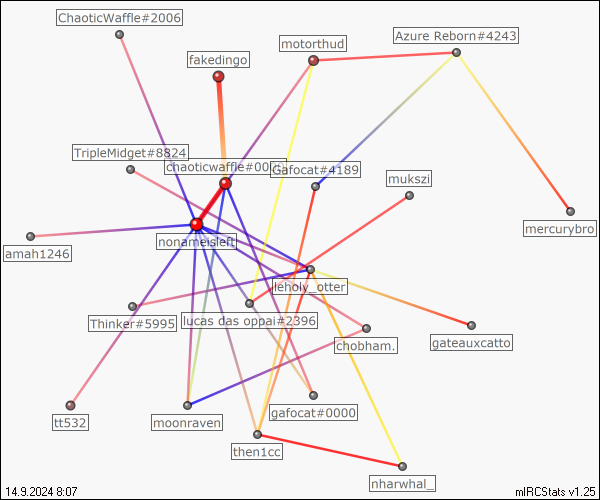 ChaoticWaffle#2006
Azure Reborn#4243
motorthud
fakedingo
TripleMidget#8824
chaoticwaffle#00
Gafocat#4189
mukszi
mercurybro
nonameisleft
amah1246
leholy_otter
Thinker#5995
lucas das oppai#2396
gateauxcatto
chobham.
gafocat#0000
tt532
moonraven
then1cc
nharwhal_
14.9.2024 8:07
mIRCStats v1.25